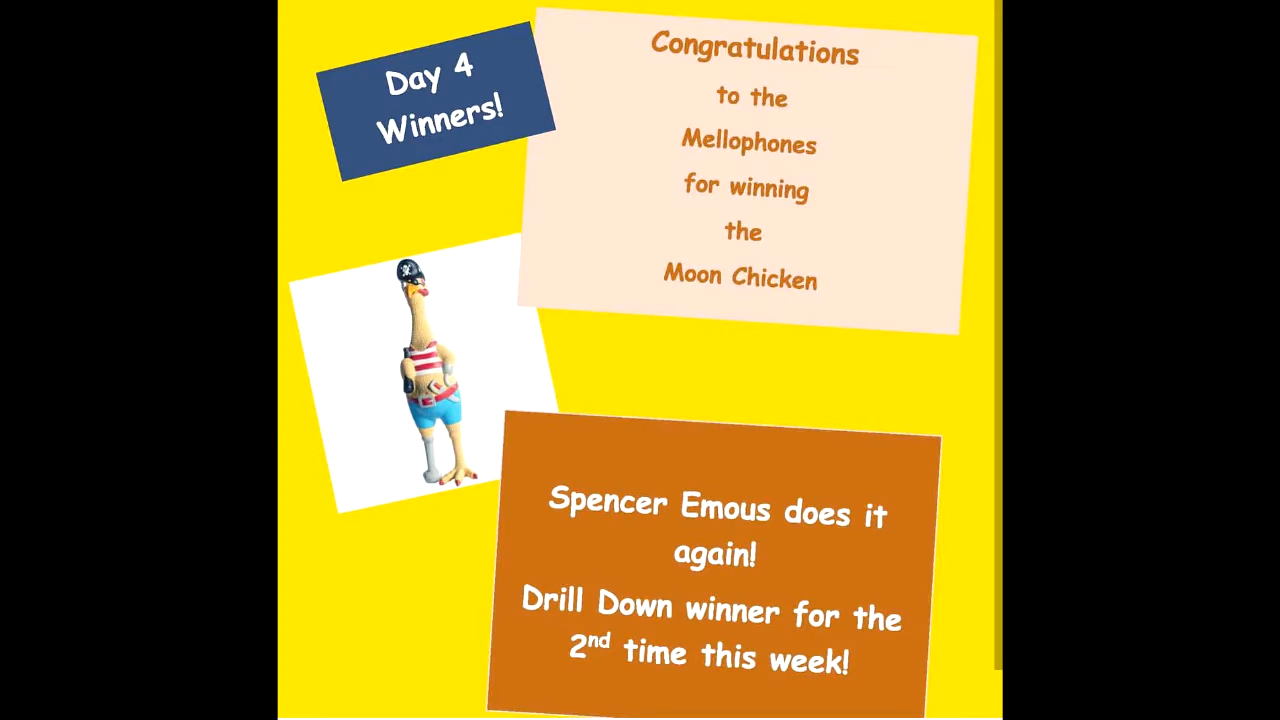 Day 4
Winners!
Congratulations
to the
Mellophones
for winning
the
Moon Chicken
Spencer Emous does it
again!
Drill Down winner for the
2nd time this week!